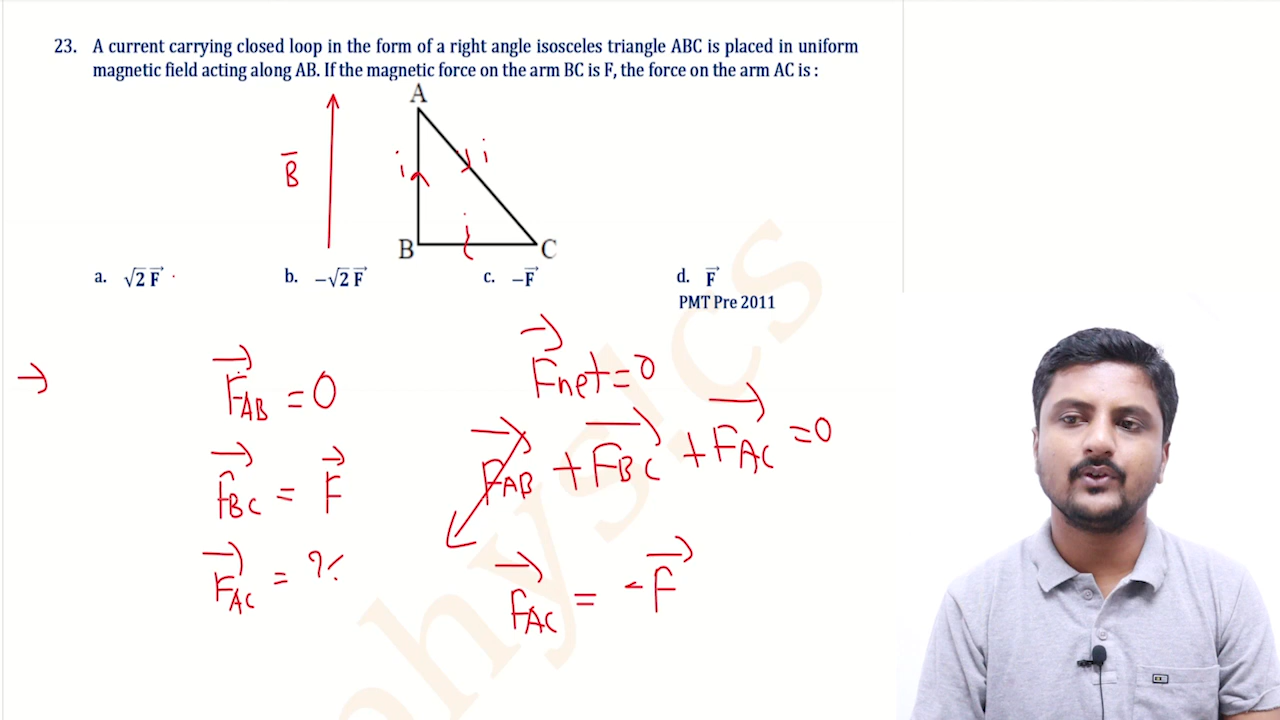 23. A current carrying closed loop in the form of a right angle isosceles triangle ABC is placed in uniform
magnetic field acting along AB. If the magnetic force on the arm BC is F, the force on the arm AC is :
A
B̅
i
i
i
B
C
a. √2 F⃗
b. −√2 F⃗
c. −F⃗
d. F⃗
PMT Pre 2011
→
F⃗AB = 0
F⃗BC = F⃗
F⃗AC = ?
F⃗net = 0
F⃗AB + F⃗BC + F⃗AC = 0
F⃗AC = -F⃗
physics